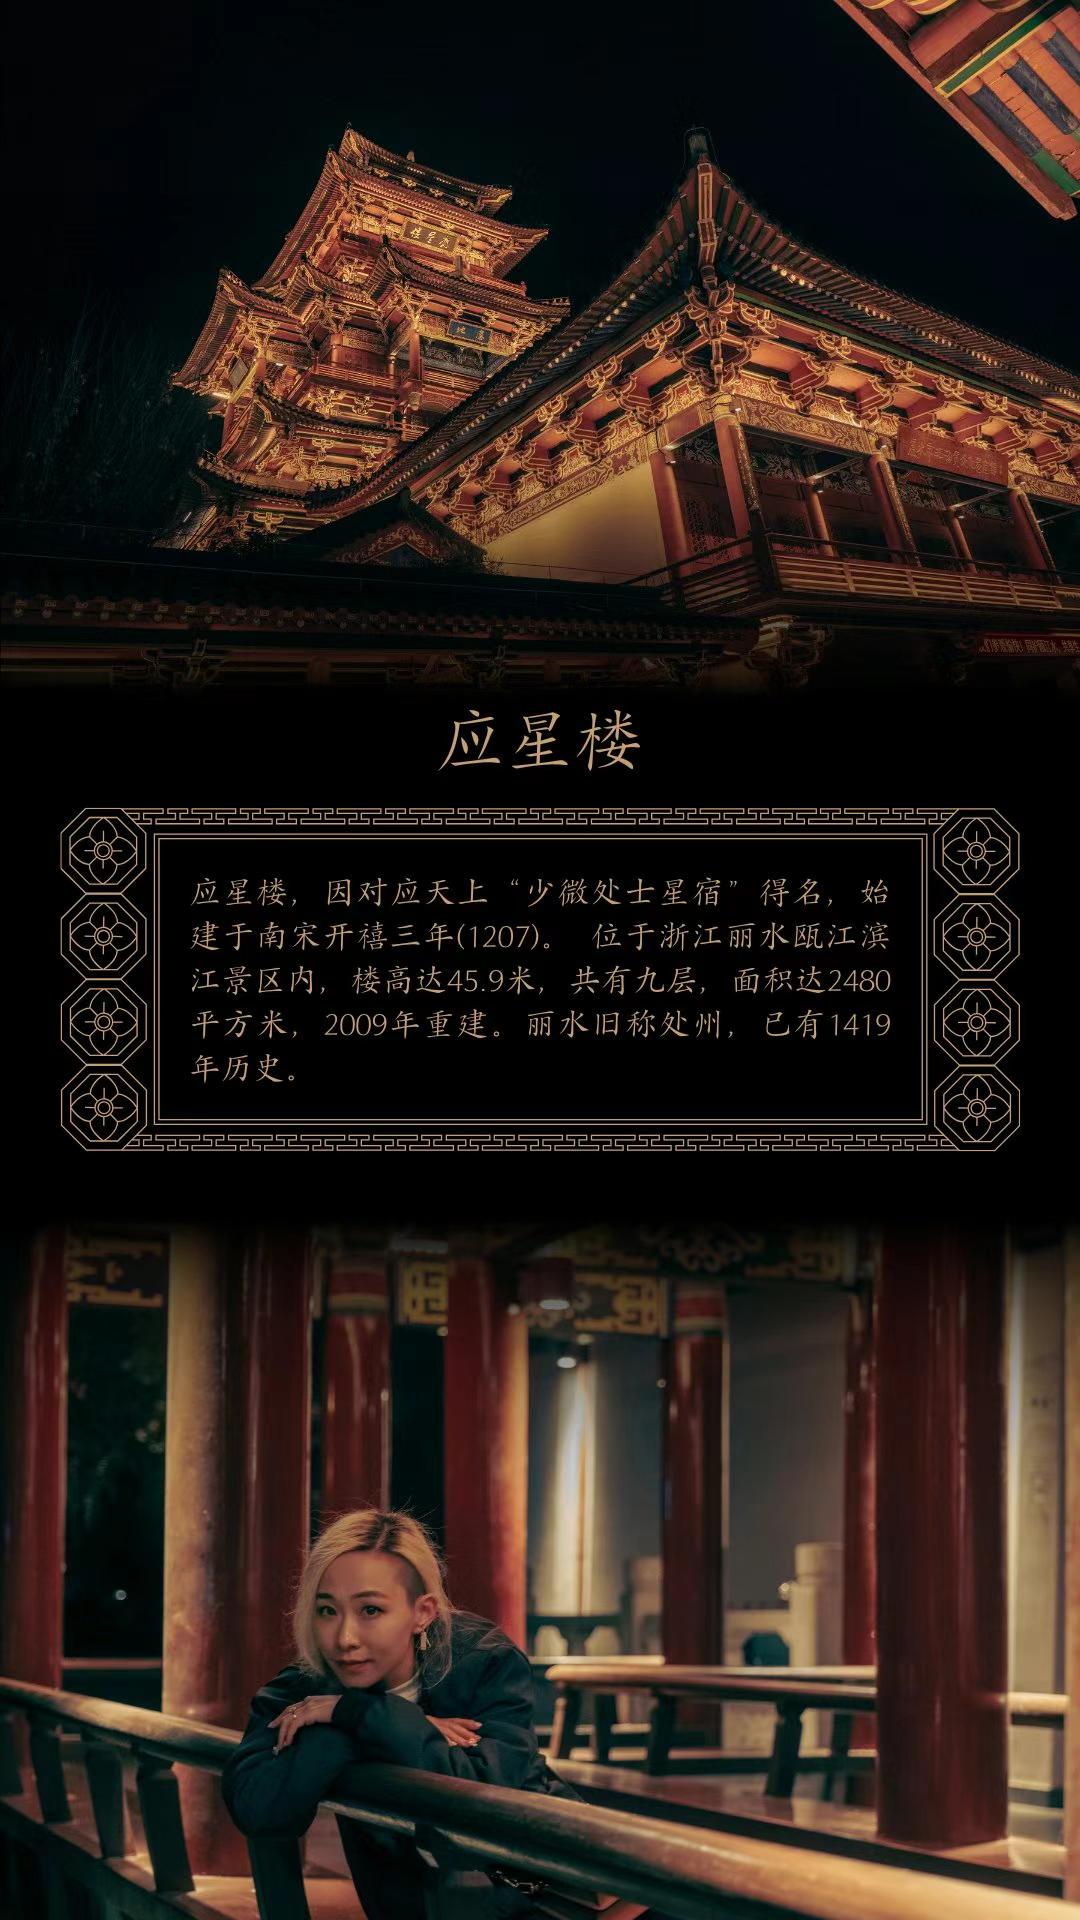 應星樓
应星楼
应星楼，因对应天上“少微处士星宿”得名，始
建于南宋开禧三年(1207)。 位于浙江丽水瓯江滨
江景区内，楼高达45.9米，共有九层，面积达2480
平方米，2009年重建。丽水旧称处州，已有1419
年历史。